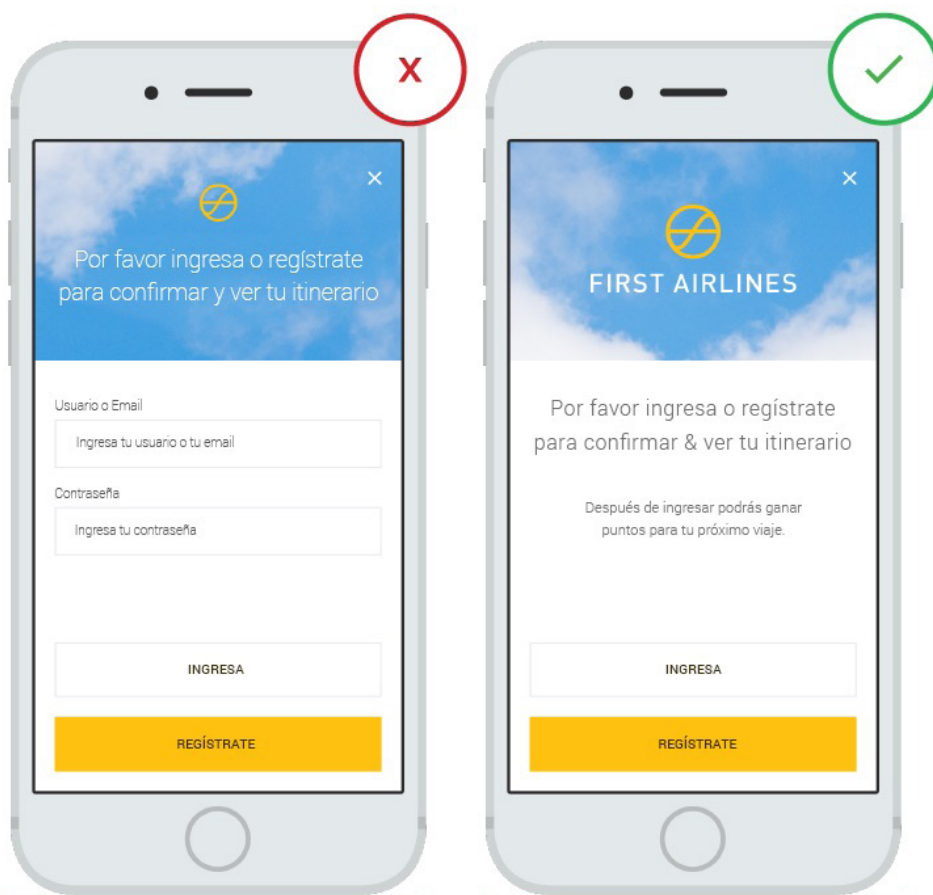 X
Por favor ingresa o regístrate
para confirmar y ver tu itinerario
Usuario o Email
Ingresa tu usuario o tu email
Contraseña
Ingresa tu contraseña
INGRESA
REGÍSTRATE
FIRST AIRLINES
Por favor ingresa o regístrate
para confirmar & ver tu itinerario
Después de ingresar podrás ganar
puntos para tu próximo viaje.
INGRESA
REGÍSTRATE